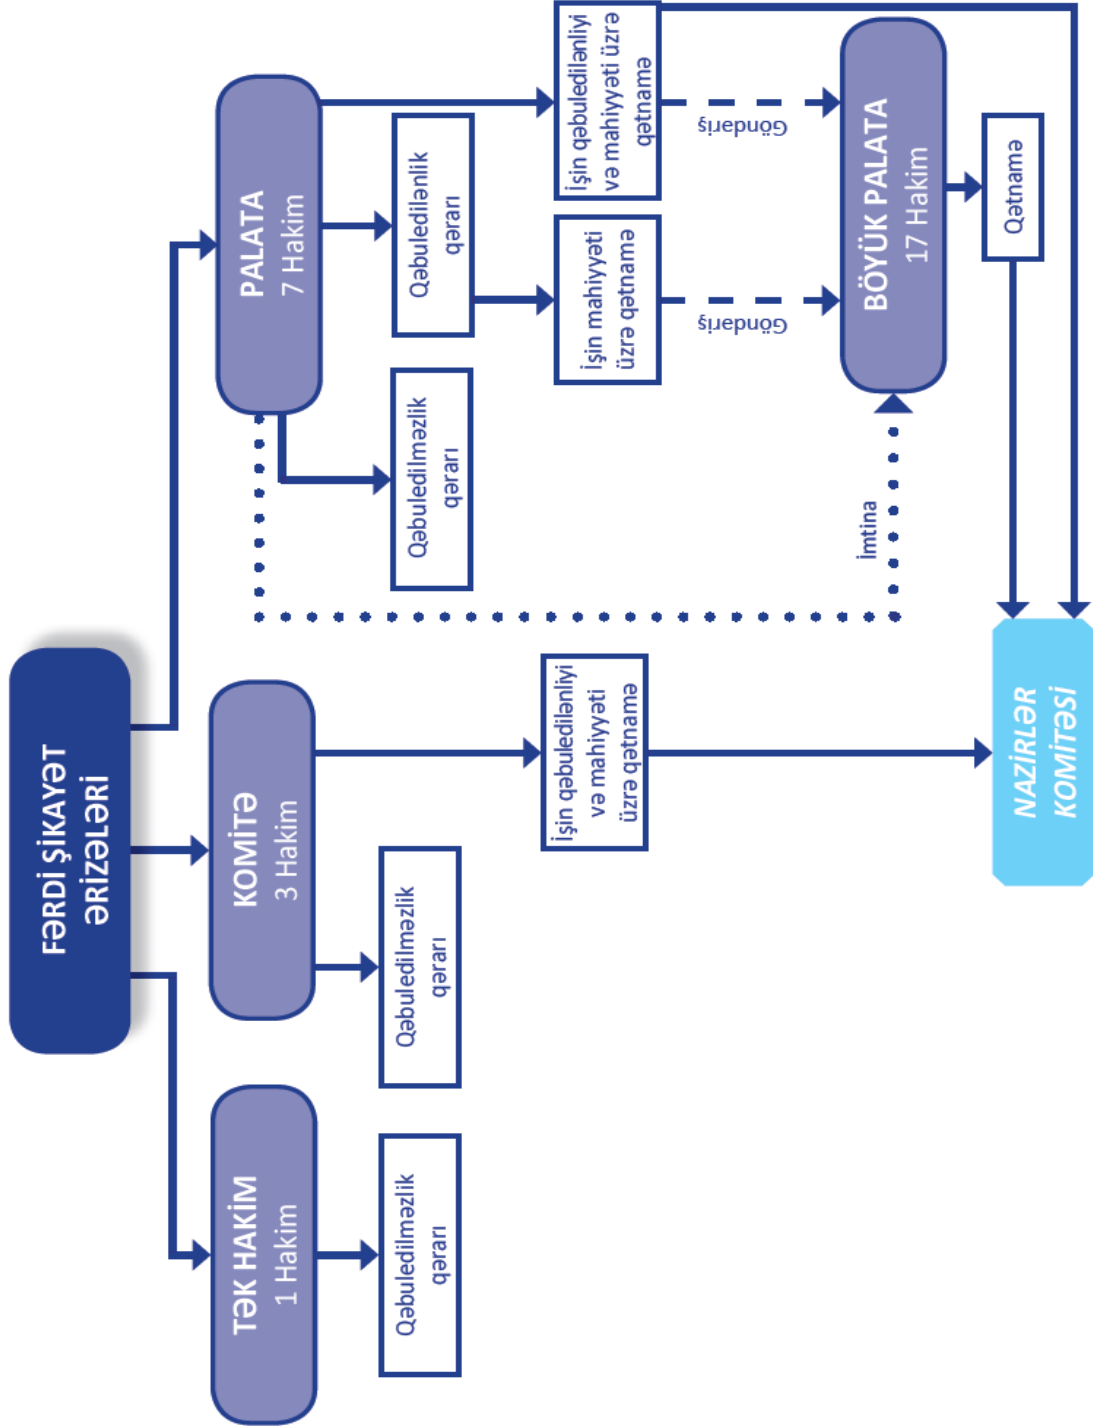 FƏRDİ ŞİKAYƏT
ƏRİZƏLƏRİ
TƏK HAKİM
1 Hakim
Qəbuledilməzlik
qərarı
KOMİTƏ
3 Hakim
Qəbuledilməzlik
qərarı
İşin qəbuledilənliyi
və mahiyyəti
üzrə qətnamə
PALATA
7 Hakim
Qəbuledilməzlik
qərarı
Qəbuledilənlik
qərarı
İşin mahiyyəti
üzrə qətnamə
İşin qəbuledilənliyi
və mahiyyəti üzrə
qətnamə
Göndəriş
Göndəriş
İmtina
BÖYÜK PALATA
17 Hakim
Qətnamə
NAZİRLƏR
KOMİTƏSİ